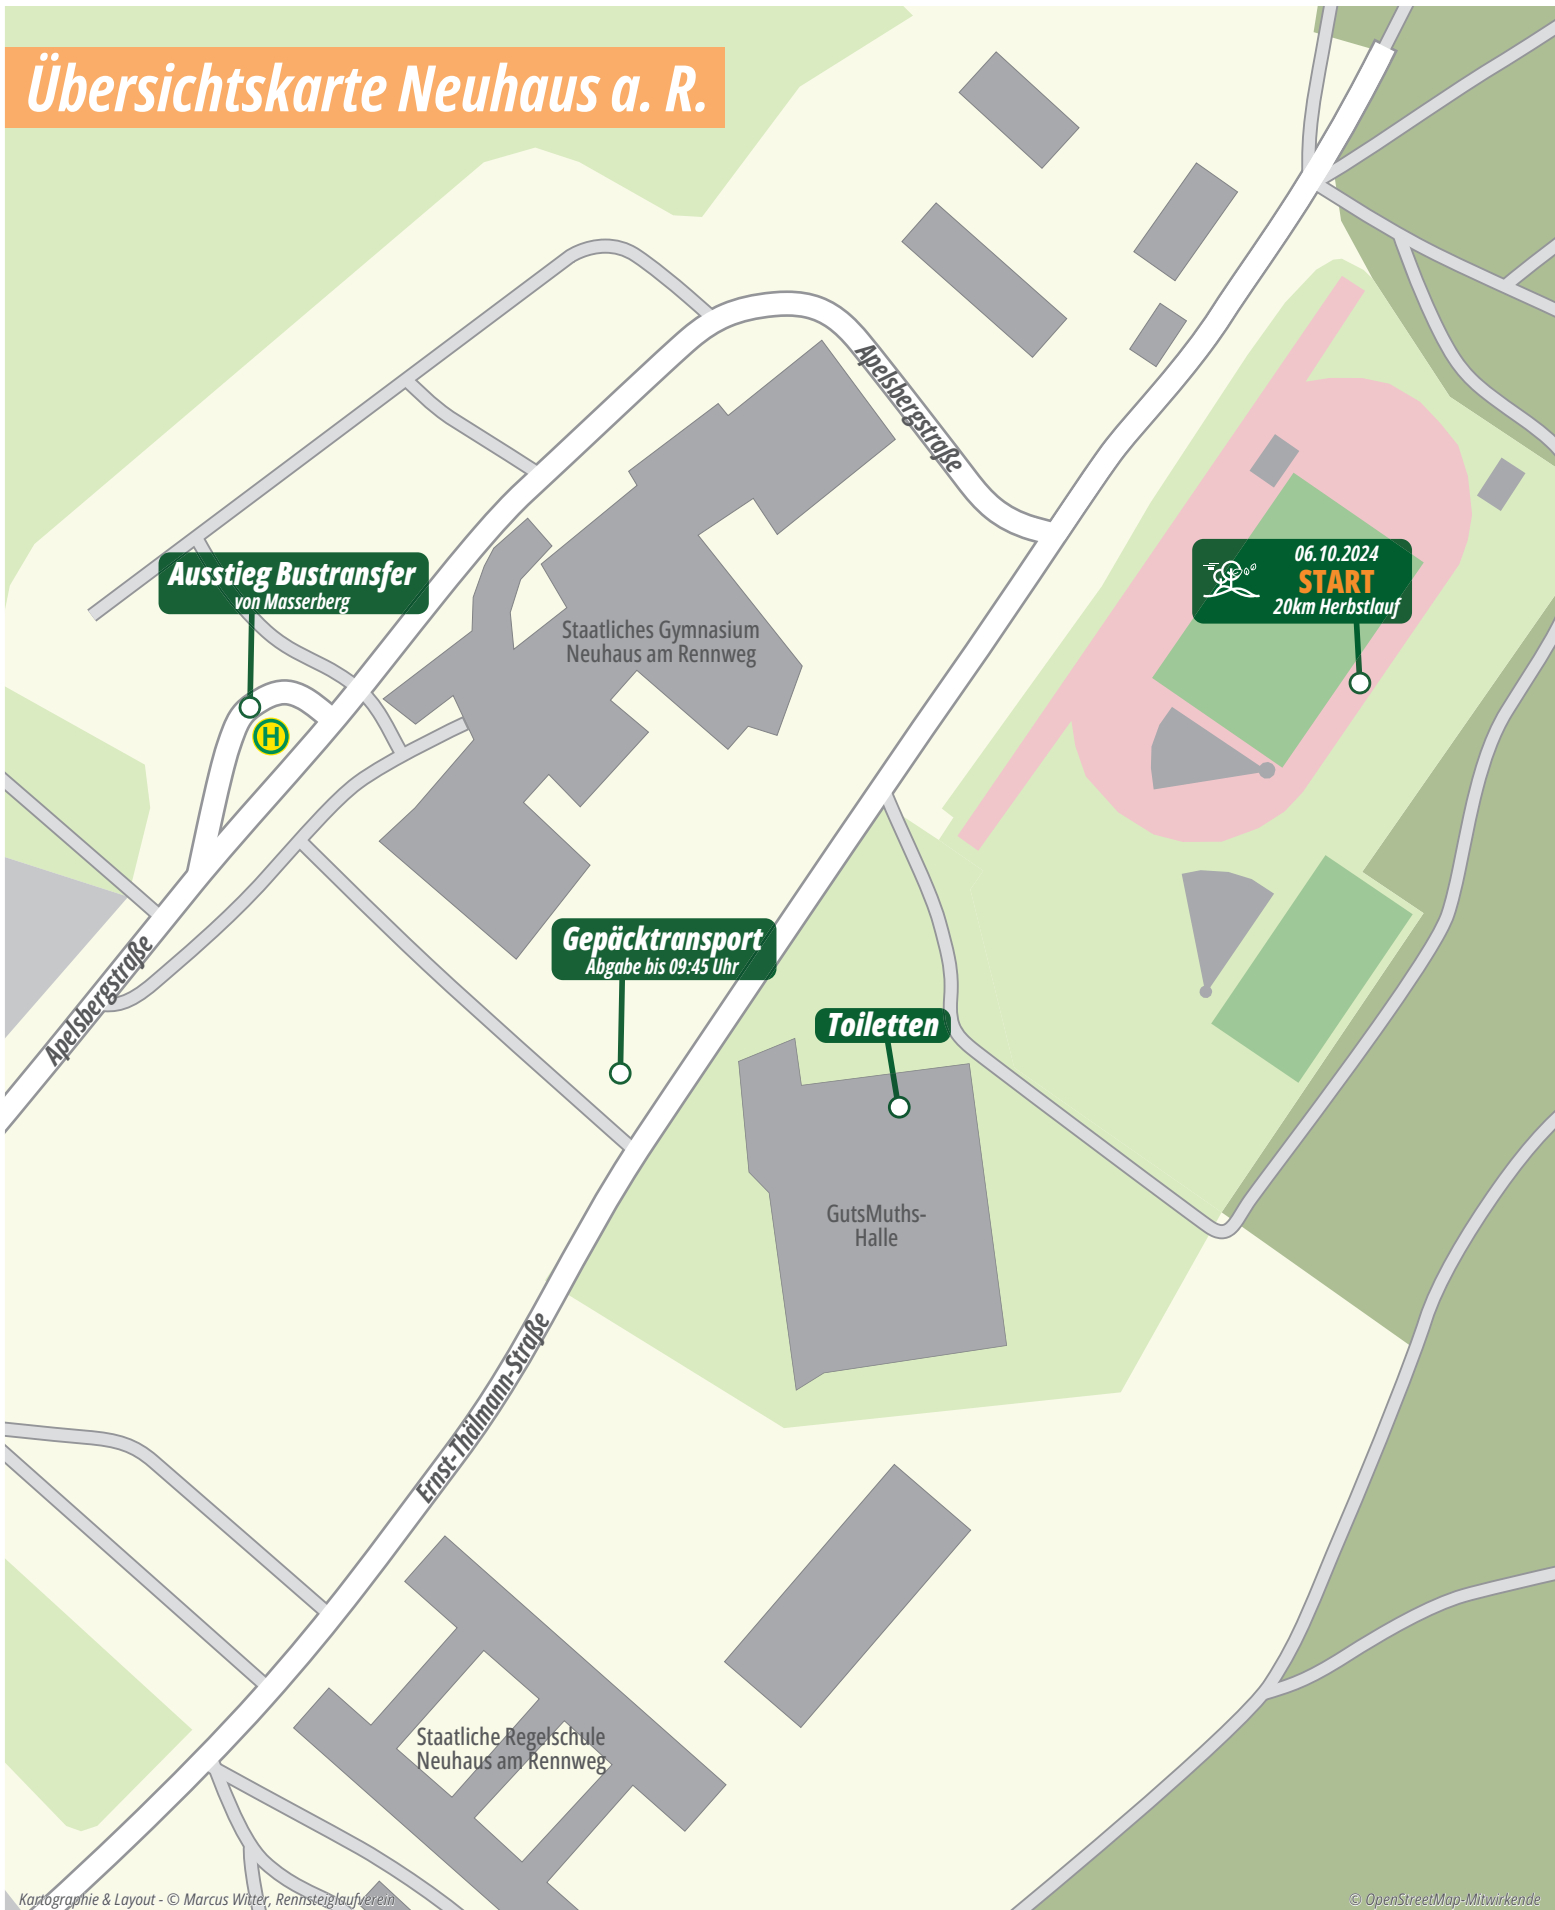 Übersichtskarte Neuhaus a. R.
Apelsbergstraße
Ausstieg Bustransfer
von Masserberg
H
Staatliches Gymnasium
Neuhaus am Rennweg
06.10.2024
START
20km Herbstlauf
Gepäcktransport
Abgabe bis 09:45 Uhr
Apelsbergstraße
Toiletten
GutsMuths-
Halle
Ernst-Thälmann-Straße
Staatliche Regelschule
Neuhaus am Rennweg
Kartographie & Layout - © Marcus Witter, Rennsteiglaufverein
© OpenStreetMap-Mitwirkende